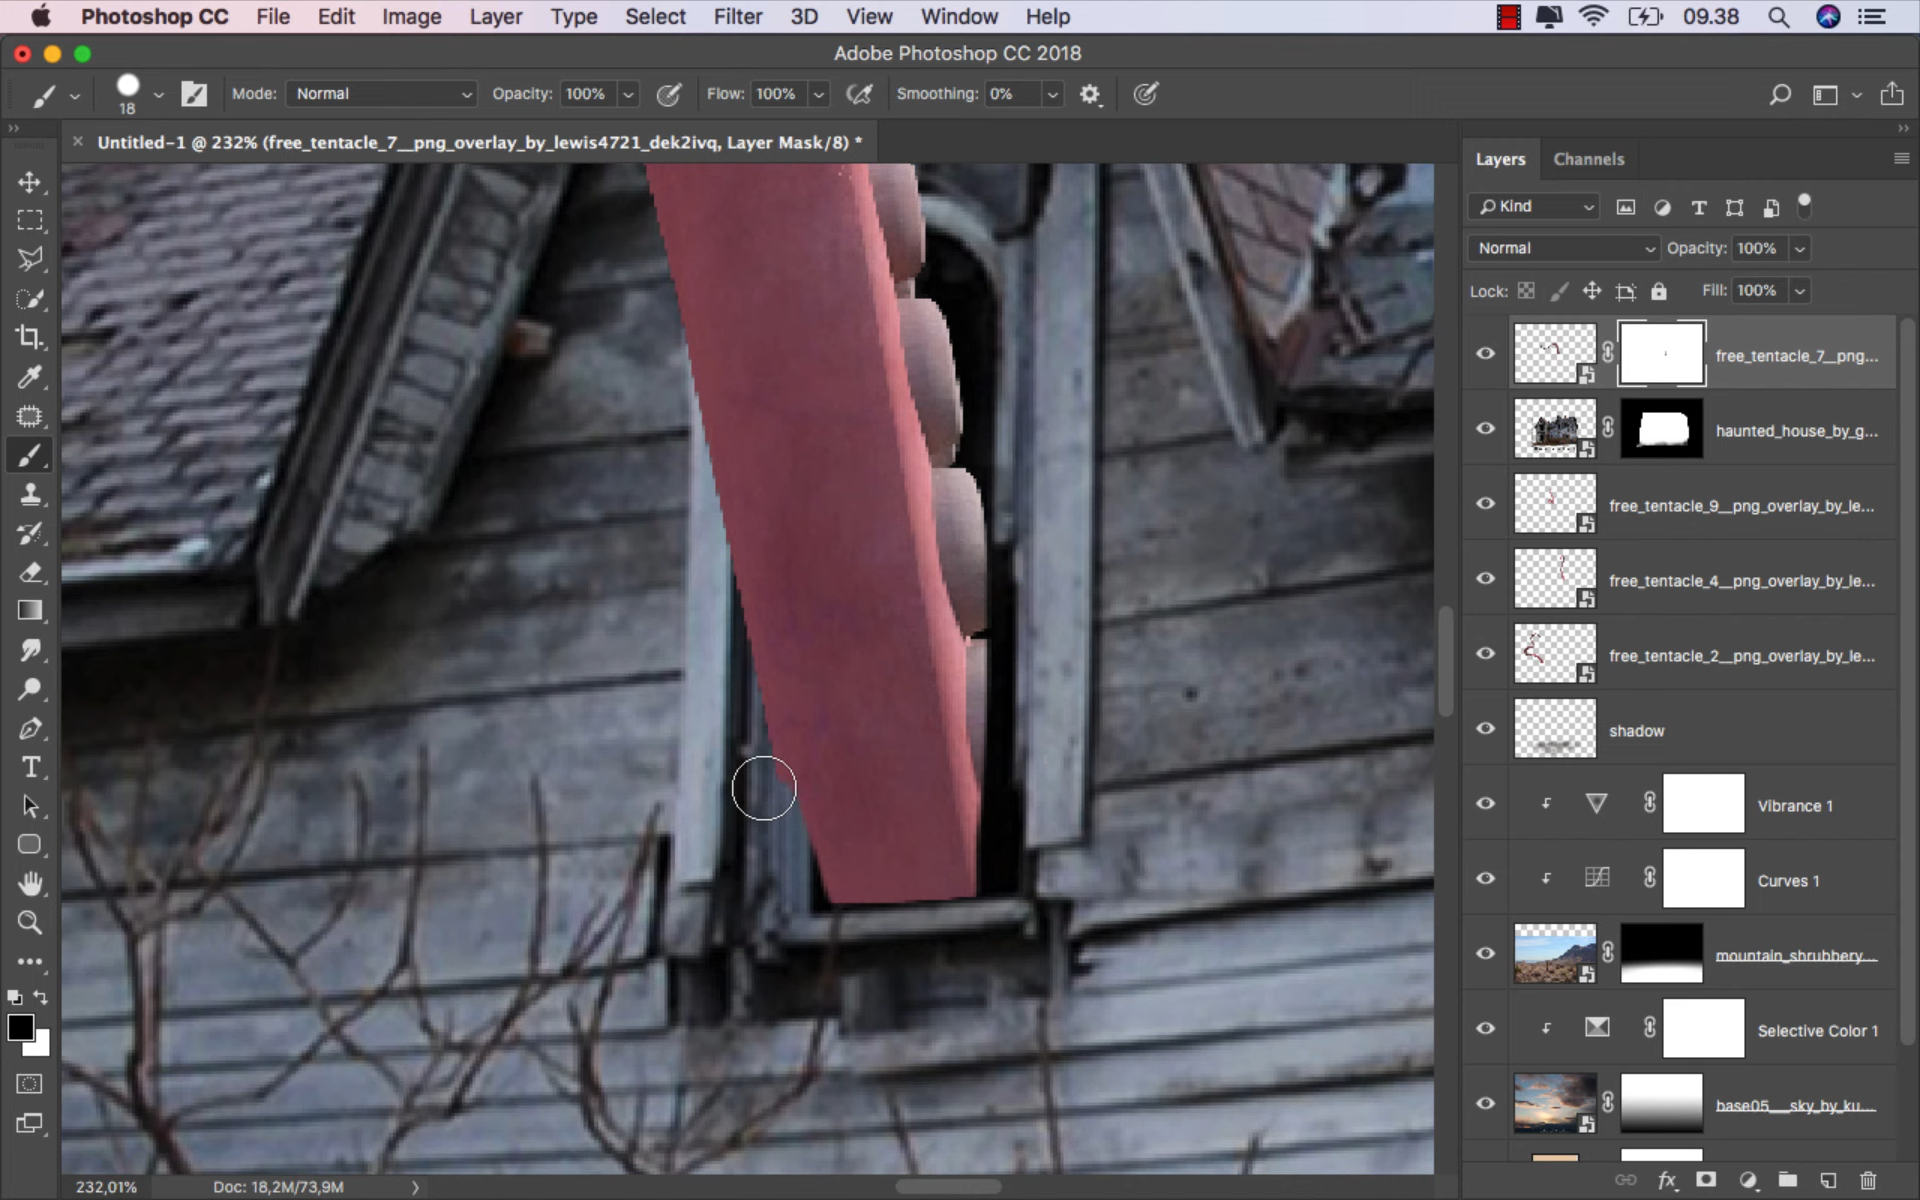 Photoshop CC File Edit Image Layer Type Select Filter 3D View Window Help 09.38
Adobe Photoshop CC 2018
18 Mode: Normal Opacity: 100% Flow: 100% Smoothing: 0%
Untitled-1 @ 232% (free_tentacle_7__png_overlay_by_lewis4721_dek2ivq, Layer Mask/8) *
Layers Channels
Kind
Normal Opacity: 100%
Lock: Fill: 100%
free_tentacle_7__png...
haunted_house_by_g...
free_tentacle_9__png_overlay_by_le...
free_tentacle_4__png_overlay_by_le...
free_tentacle_2__png_overlay_by_le...
shadow
Vibrance 1
Curves 1
mountain_shrubbery...
Selective Color 1
base05___sky_by_ku...
232,01% Doc: 18,2M/73,9M